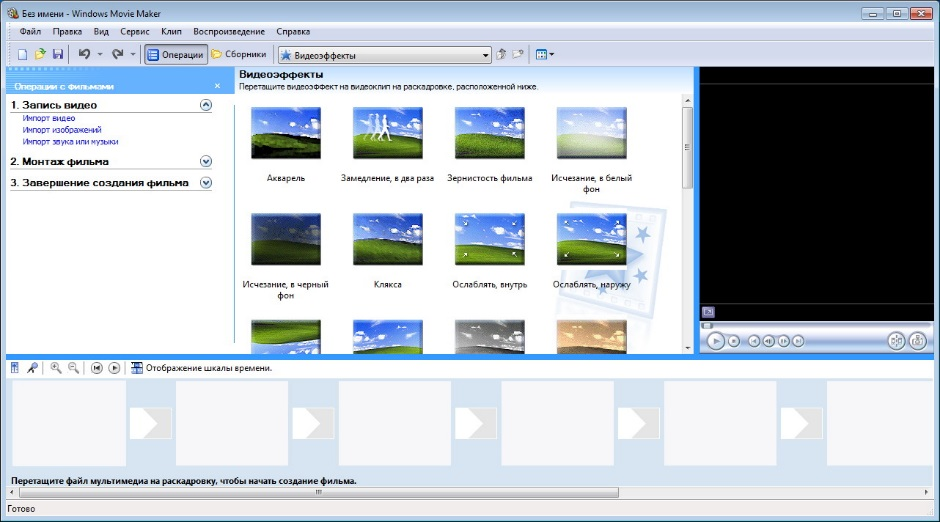 Без имени - Windows Movie Maker
Файл Правка Вид Сервис Клип Воспроизведение Справка
Операции Сборники Видеоэффекты
Операции с фильмами
1. Запись видео
Импорт видео
Импорт изображений
Импорт звука или музыки
2. Монтаж фильма
3. Завершение создания фильма
Видеоэффекты
Перетащите видеоэффект на видеоклип на раскадровке, расположенной ниже.
Акварель
Замедление, в два раза
Зернистость фильма
Исчезание, в белый
фон
Исчезание, в черный
фон
Клякса
Ослаблять, внутрь
Ослаблять, наружу
Отображение шкалы времени.
Перетащите файл мультимедиа на раскадровку, чтобы начать создание фильма.
Готово